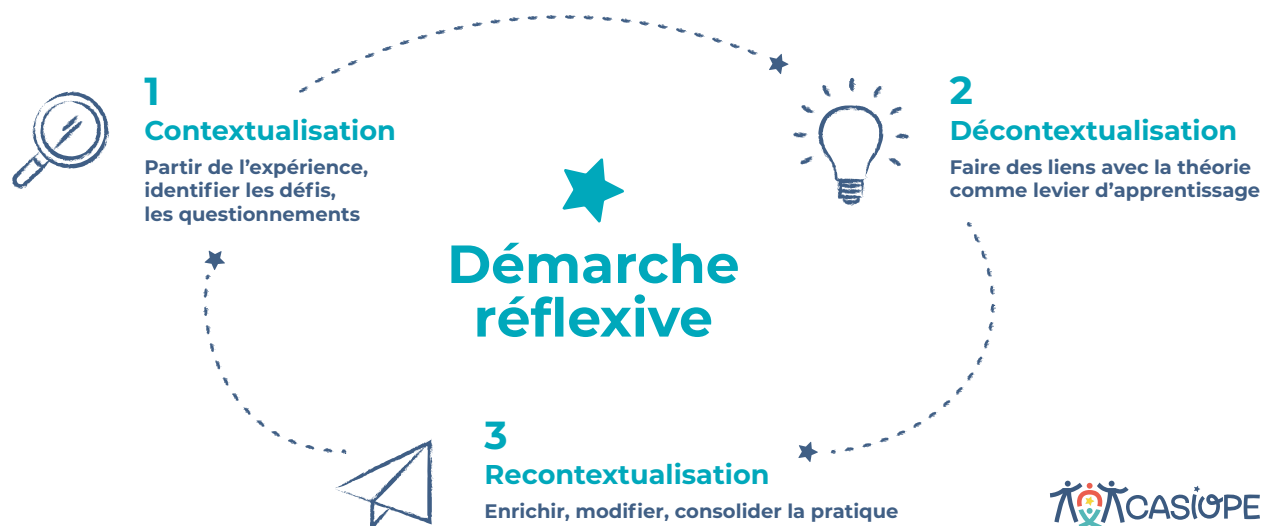 1
Contextualisation
Partir de l’expérience,
identifier les défis,
les questionnements
2
Décontextualisation
Faire des liens avec la théorie
comme levier d’apprentissage
Démarche
réflexive
3
Recontextualisation
Enrichir, modifier, consolider la pratique
CASIOPE